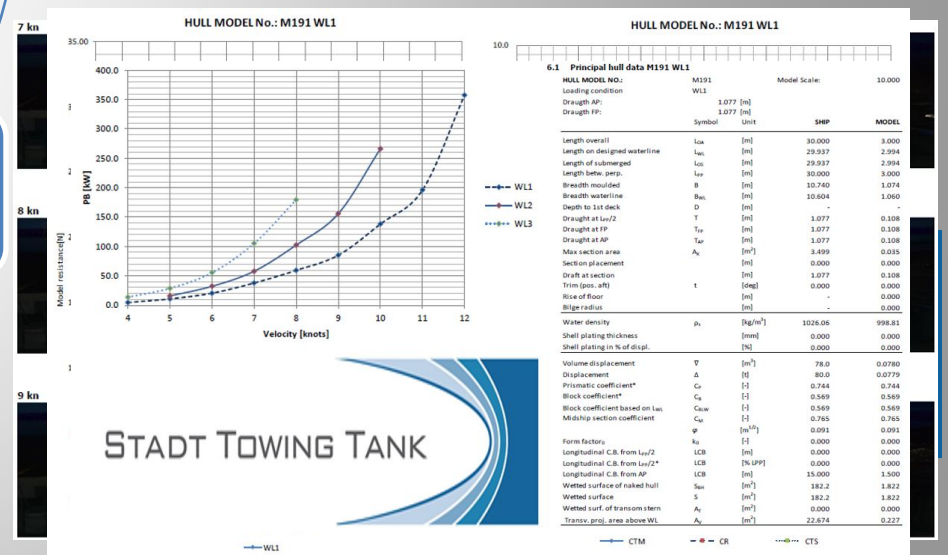 7 kn
8 kn
9 kn
HULL MODEL No.: M191 WL1
35.00
400.0
350.0
300.0
250.0
200.0
150.0
100.0
50.0
0.0
PB [kW]
Model resistance[N]
4 5 6 7 8 9 10 11 12
Velocity [knots]
WL1
WL2
WL3
STADT TOWING TANK
WL1
HULL MODEL No.: M191 WL1
10.0
6.1 Principal hull data M191 WL1
HULL MODEL NO.: M191 Model Scale: 10.000
Loading condition WL1
Draugth AP: 1.077 [m]
Draugth FP: 1.077 [m]
Symbol Unit SHIP MODEL
Length overall LOA [m] 30.000 3.000
Length on designed waterline LWL [m] 29.937 2.994
Length of submerged LOS [m] 29.937 2.994
Length betw. perp. LPP [m] 30.000 3.000
Breadth moulded B [m] 10.740 1.074
Breadth waterline BWL [m] 10.604 1.060
Depth to 1st deck D [m] - -
Draught at LPP/2 T [m] 1.077 0.108
Draught at FP TFP [m] 1.077 0.108
Draught at AP TAP [m] 1.077 0.108
Max section area [m²] 3.499 0.035
Section placement [m] 0.000 0.000
Draft at section [m] 1.077 0.108
Trim (pos. aft) t [deg] 0.000 0.000
Rise of floor [m] - 0.000
Bilge radius [m] - 0.000
Water density [kg/m³] 1026.06 998.81
Shell plating thickness [mm] 0.000 0.000
Shell plating in % of displ. [%] 0.000 0.000
Volume displacement ∇ [m³] 78.0 0.0780
Displacement Δ [t] 80.0 0.0779
Prismatic coefficient* CP [-] 0.744 0.744
Block coefficient* CB [-] 0.569 0.569
Block coefficient based on LWL CBLW [-] 0.569 0.569
Midship section coefficient CM [-] 0.765 0.765
φ [m1/2] 0.091 0.091
Form factor k0 [-] 0.000 0.000
Longitudinal C.B. from LPP/2 LCB [m] 0.000 0.000
Longitudinal C.B. from LPP/2* LCB [% LPP] 0.000 0.000
Longitudinal C.B. from AP LCB [m] 15.000 1.500
Wetted surface of naked hull SBH [m²] 182.2 1.822
Wetted surface S [m²] 182.2 1.822
Wetted surf. of transom stern [m²] 0.000 0.000
Transv. proj. area above WL [m²] 22.674 0.227
CTM CR CTS